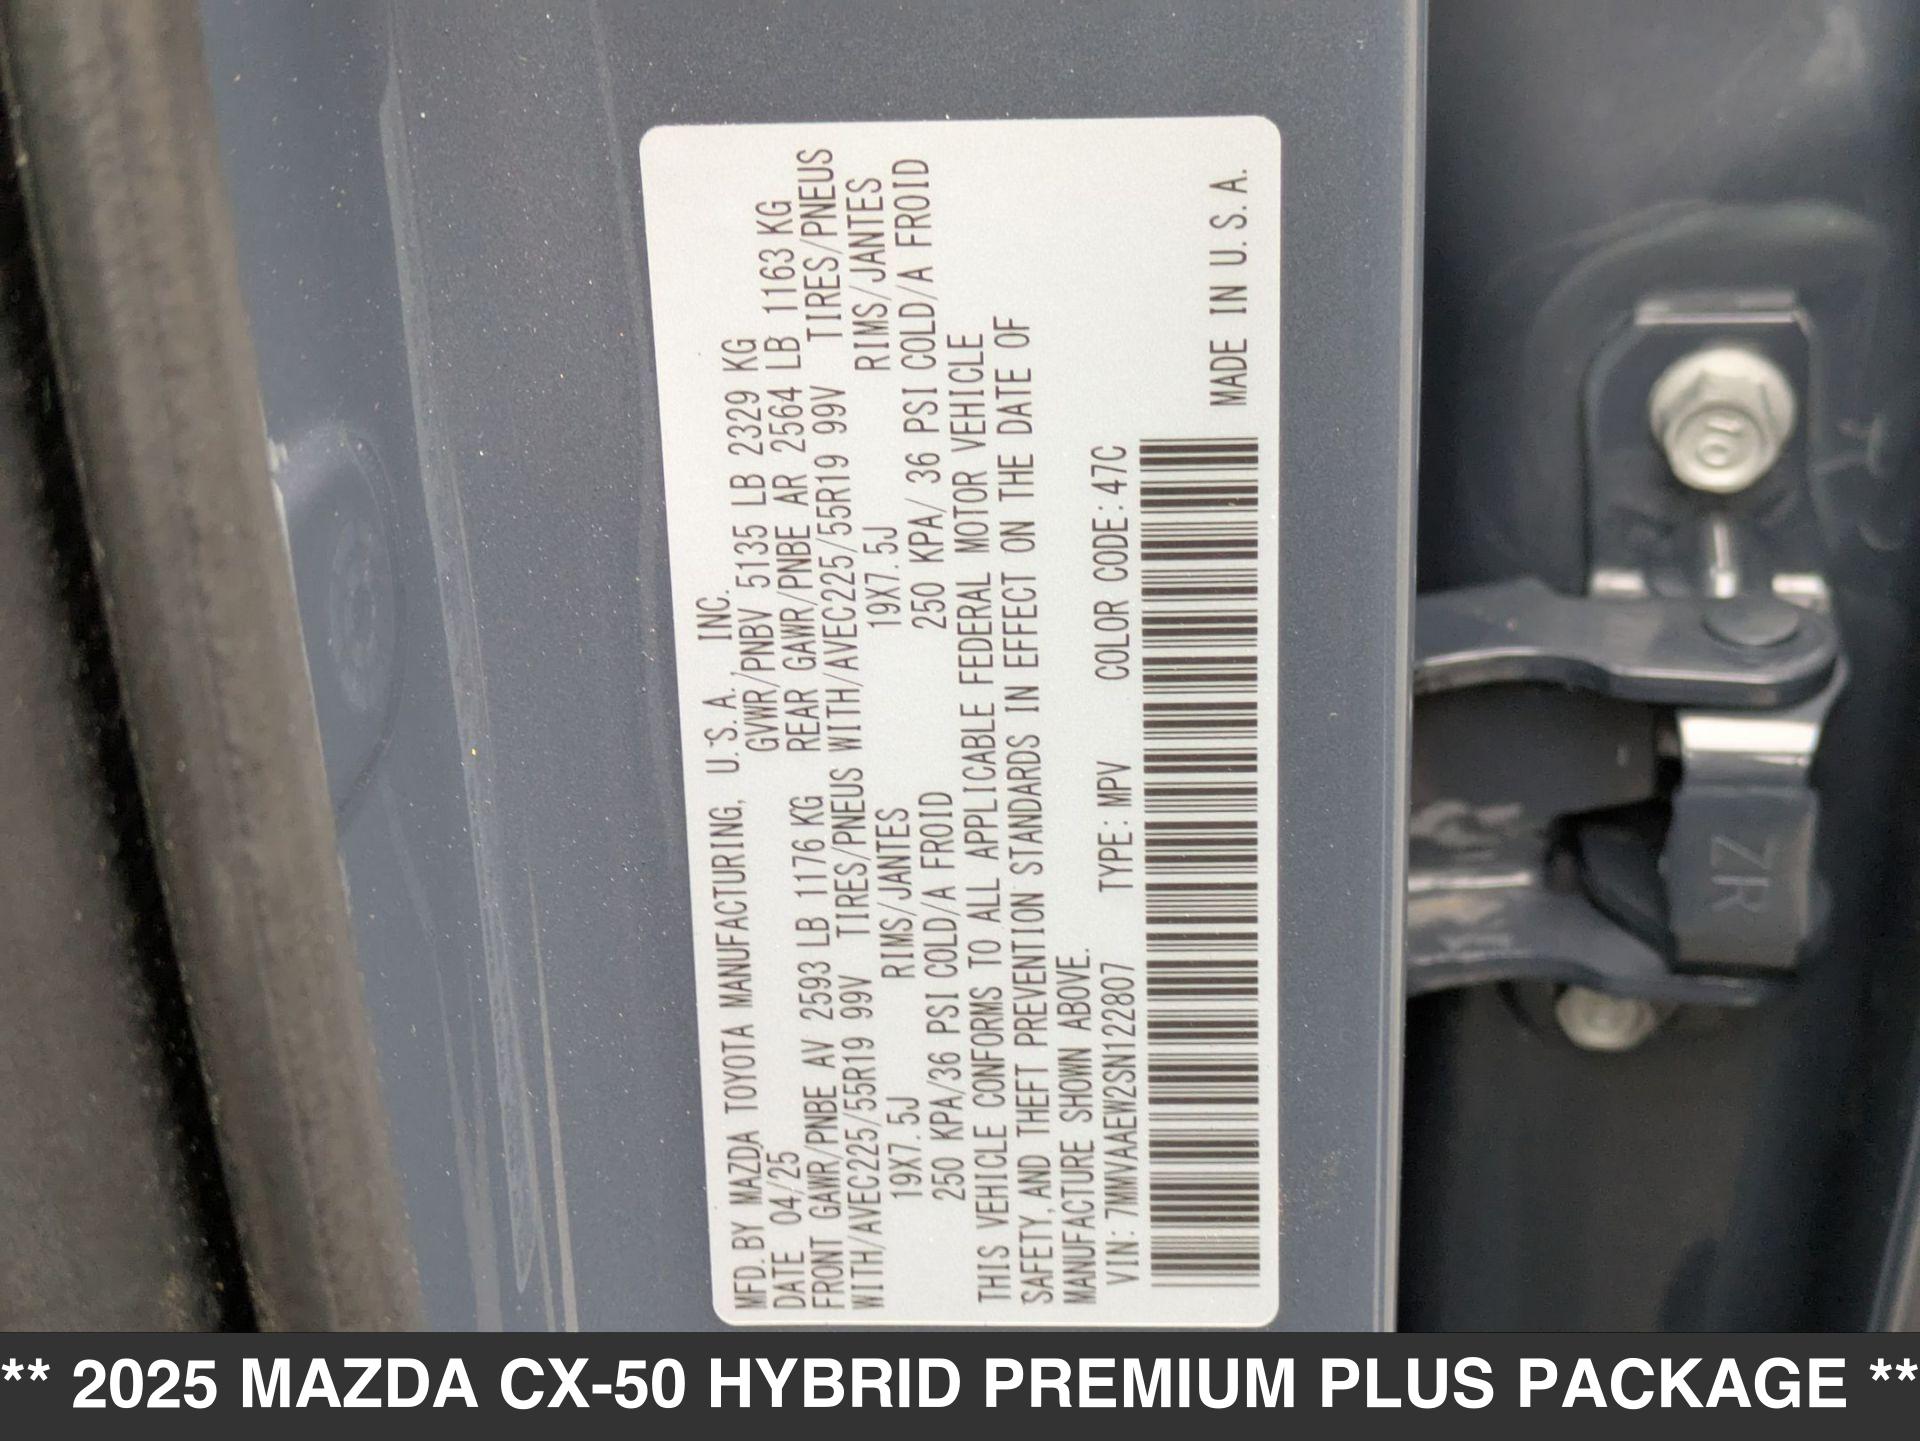 MFD. BY MAZDA TOYOTA MANUFACTURING, U. S. A. , INC.
DATE 04/25 GVWR/PNBV 5135 LB 2329 KG
FRONT GAWR/PNBE AV 2593 LB 1176 KG REAR GAWR/PNBE AR 2564 LB 1163 KG
WITH/AVEC225/55R19 99V TIRES/PNEUS WITH/AVEC225/55R19 99V TIRES/PNEUS
19X7. 5J RIMS/JANTES 19X7. 5J RIMS/JANTES
250 KPA/36 PSI COLD/A FROID 250 KPA/ 36 PSI COLD/A FROID
THIS VEHICLE CONFORMS TO ALL APPLICABLE FEDERAL MOTOR VEHICLE
SAFETY, AND THEFT PREVENTION STANDARDS IN EFFECT ON THE DATE OF
MANUFACTURE SHOWN ABOVE.
VIN: 7MMVAAEW2SN122807 TYPE: MPV COLOR CODE: 47C
MADE IN U. S. A.
ZR
** 2025 MAZDA CX-50 HYBRID PREMIUM PLUS PACKAGE **